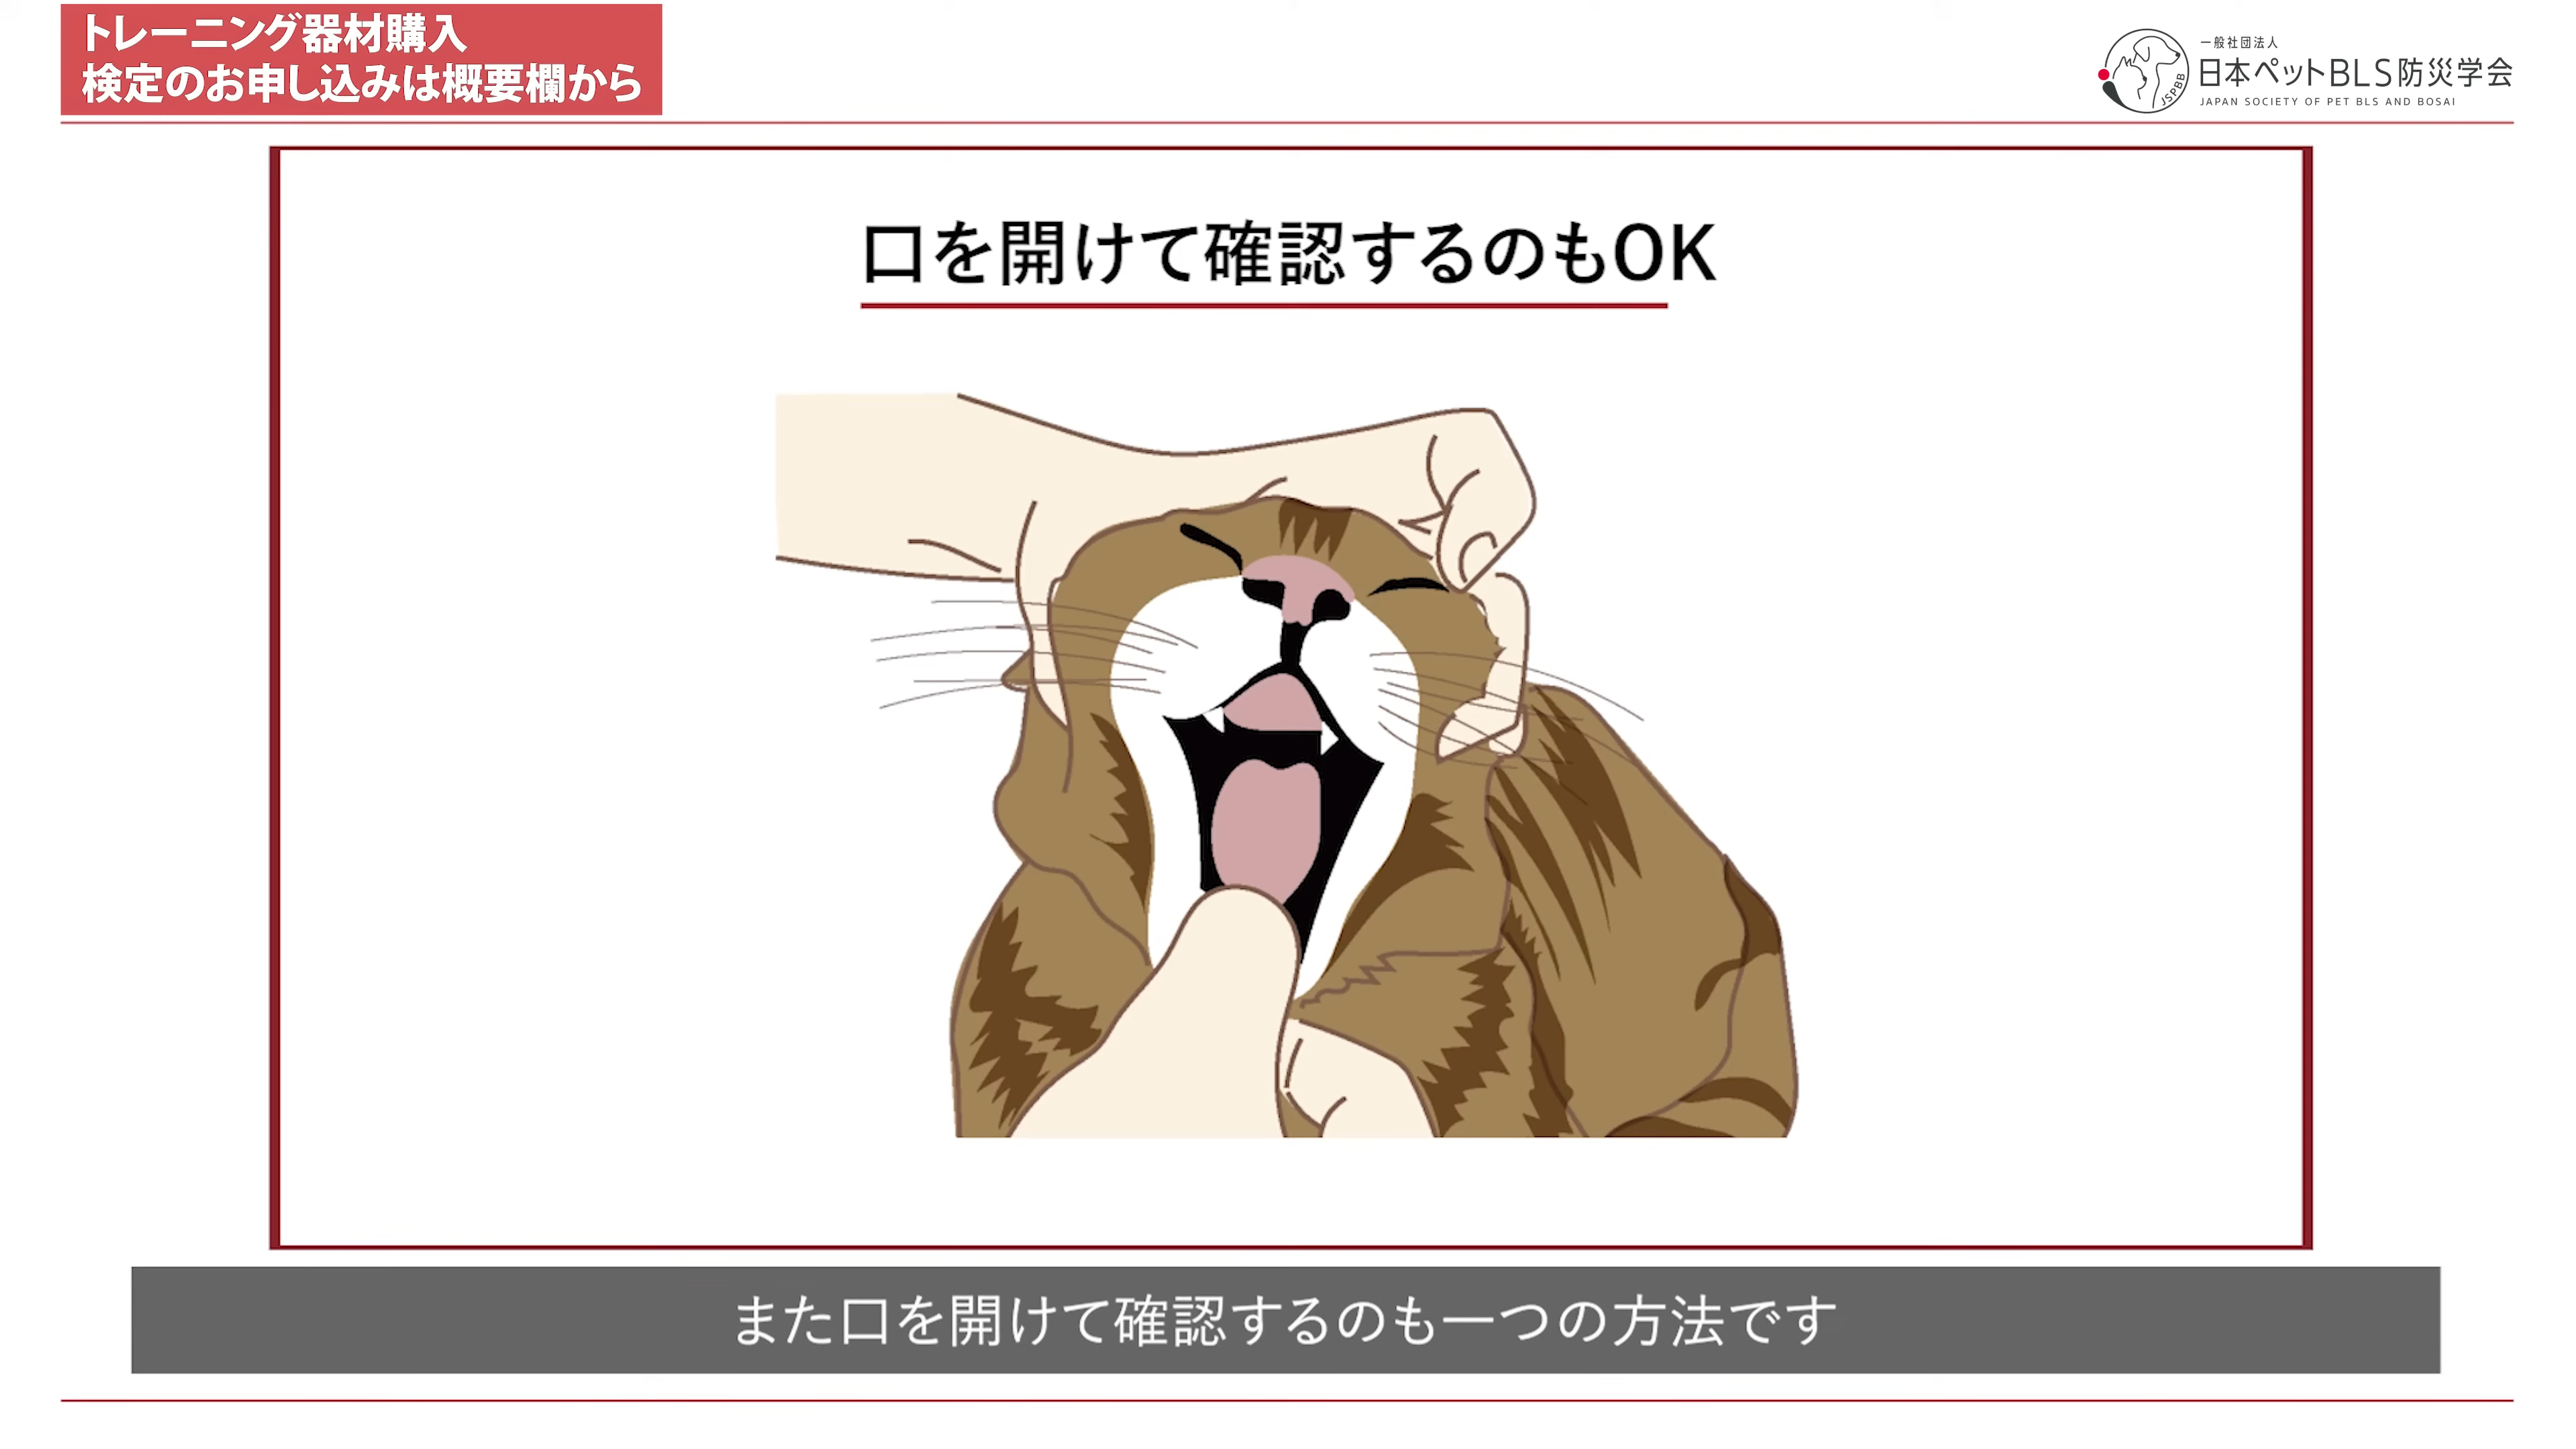 トレーニング器材購入
検定のお申し込みは概要欄から
一般社団法人
日本ペットBLS防災学会
JAPAN SOCIETY OF PET BLS AND BOSAI
JSPBB
口を開けて確認するのもOK
また口を開けて確認するのも一つの方法です